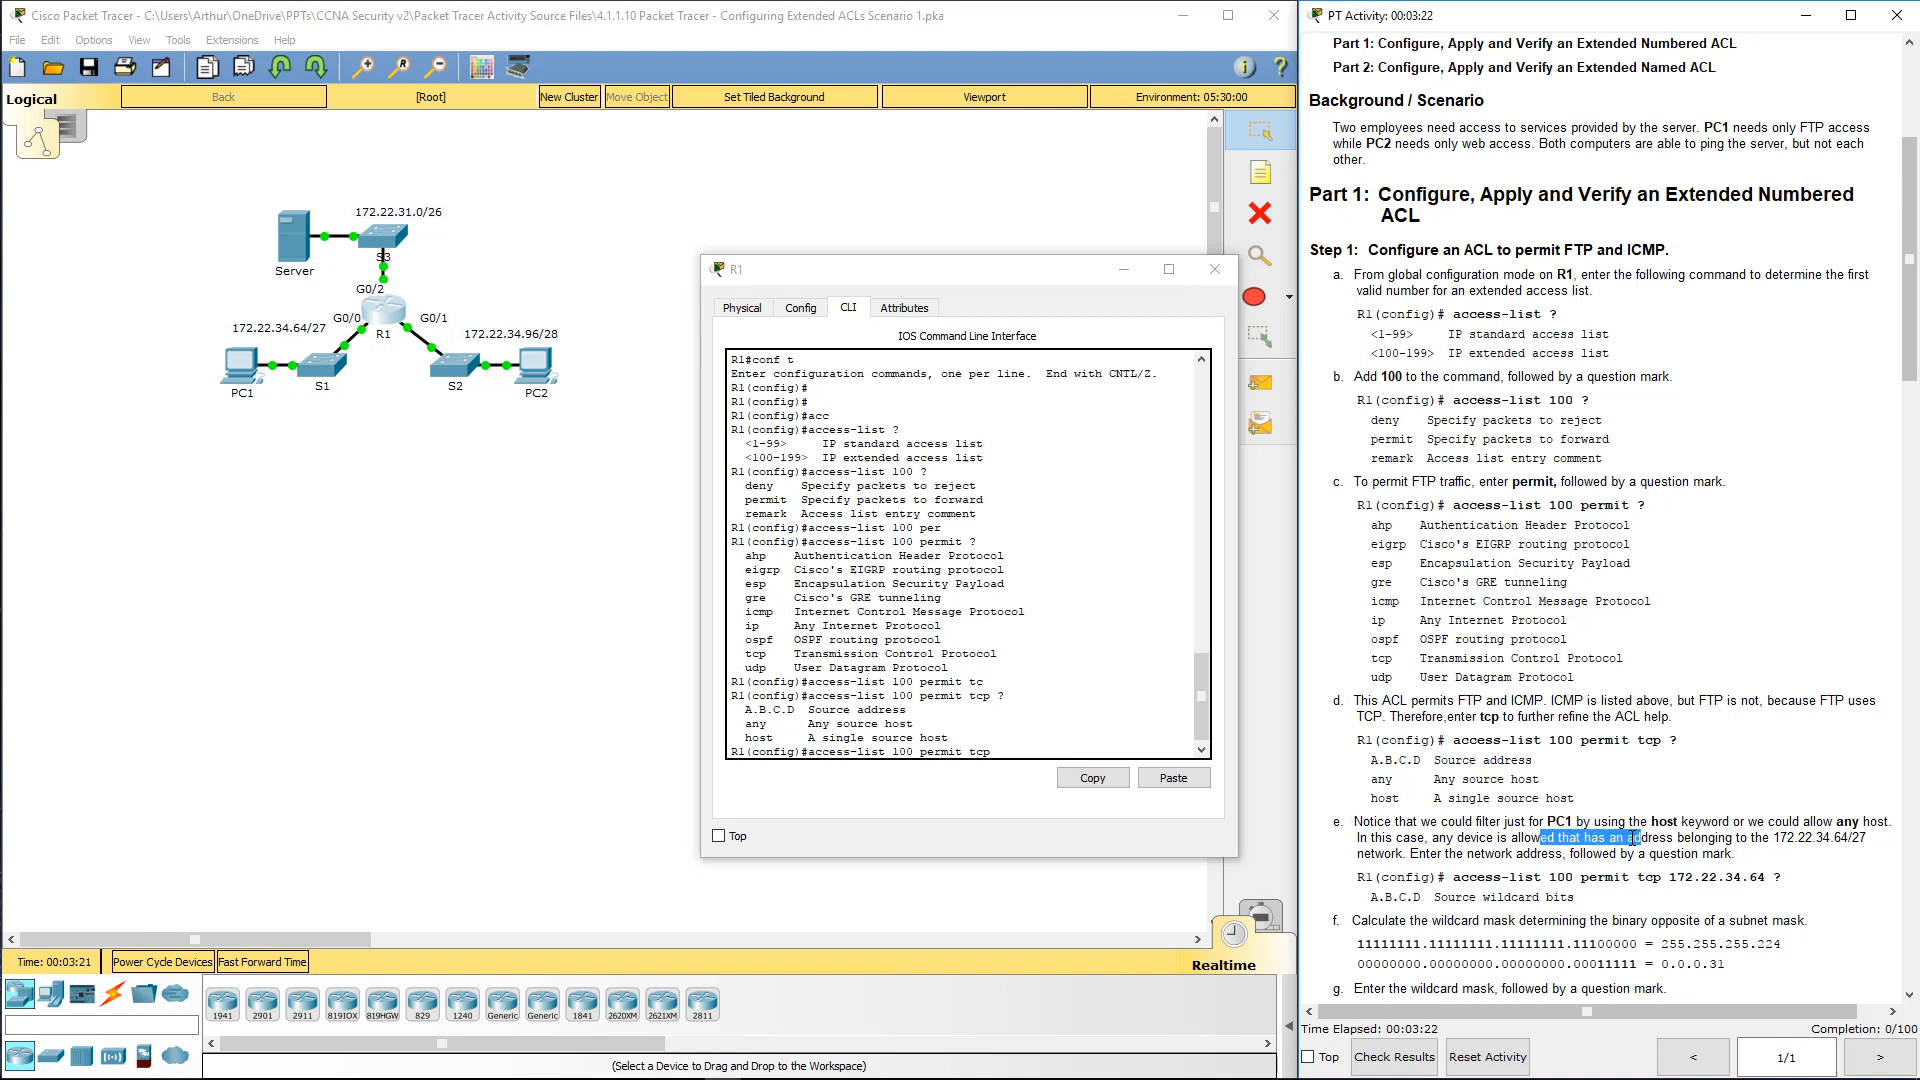 Cisco Packet Tracer - C:\Users\Arthur\OneDrive\PPTs\CCNA Security v2\Packet Tracer Activity Source Files\4.1.1.10 Packet Tracer - Configuring Extended ACLs Scenario 1.pka
File Edit Options View Tools Extensions Help
Logical Back [Root] New Cluster Move Object Set Tiled Background Viewport Environment: 05:30:00
172.22.31.0/26
S3
Server
G0/2
G0/0 G0/1
172.22.34.64/27 R1 172.22.34.96/28
PC1 S1 S2 PC2
R1
Physical Config CLI Attributes
IOS Command Line Interface
R1#conf t
Enter configuration commands, one per line. End with CNTL/Z.
R1(config)#
R1(config)#
R1(config)#acc
R1(config)#access-list ?
<1-99> IP standard access list
<100-199> IP extended access list
R1(config)#access-list 100 ?
deny Specify packets to reject
permit Specify packets to forward
remark Access list entry comment
R1(config)#access-list 100 per
R1(config)#access-list 100 permit ?
ahp Authentication Header Protocol
eigrp Cisco's EIGRP routing protocol
esp Encapsulation Security Payload
gre Cisco's GRE tunneling
icmp Internet Control Message Protocol
ip Any Internet Protocol
ospf OSPF routing protocol
tcp Transmission Control Protocol
udp User Datagram Protocol
R1(config)#access-list 100 permit tc
R1(config)#access-list 100 permit tcp ?
A.B.C.D Source address
any Any source host
host A single source host
R1(config)#access-list 100 permit tcp
Copy Paste
Top
Time: 00:03:21 Power Cycle Devices Fast Forward Time Realtime
1941 2901 2911 819IOX 819HGW 829 1240 Generic Generic 1841 2620XM 2621XM 2811
(Select a Device to Drag and Drop to the Workspace)
PT Activity: 00:03:22
Part 1: Configure, Apply and Verify an Extended Numbered ACL
Part 2: Configure, Apply and Verify an Extended Named ACL
Background / Scenario
Two employees need access to services provided by the server. PC1 needs only FTP access
while PC2 needs only web access. Both computers are able to ping the server, but not each
other.
Part 1: Configure, Apply and Verify an Extended Numbered
ACL
Step 1: Configure an ACL to permit FTP and ICMP.
a. From global configuration mode on R1, enter the following command to determine the first
valid number for an extended access list.
R1(config)# access-list ?
<1-99> IP standard access list
<100-199> IP extended access list
b. Add 100 to the command, followed by a question mark.
R1(config)# access-list 100 ?
deny Specify packets to reject
permit Specify packets to forward
remark Access list entry comment
c. To permit FTP traffic, enter permit, followed by a question mark.
R1(config)# access-list 100 permit ?
ahp Authentication Header Protocol
eigrp Cisco's EIGRP routing protocol
esp Encapsulation Security Payload
gre Cisco's GRE tunneling
icmp Internet Control Message Protocol
ip Any Internet Protocol
ospf OSPF routing protocol
tcp Transmission Control Protocol
udp User Datagram Protocol
d. This ACL permits FTP and ICMP. ICMP is listed above, but FTP is not, because FTP uses
TCP. Therefore,enter tcp to further refine the ACL help.
R1(config)# access-list 100 permit tcp ?
A.B.C.D Source address
any Any source host
host A single source host
e. Notice that we could filter just for PC1 by using the host keyword or we could allow any host.
In this case, any device is allowed that has an address belonging to the 172.22.34.64/27
network. Enter the network address, followed by a question mark.
R1(config)# access-list 100 permit tcp 172.22.34.64 ?
A.B.C.D Source wildcard bits
f. Calculate the wildcard mask determining the binary opposite of a subnet mask.
11111111.11111111.11111111.11100000 = 255.255.255.224
00000000.00000000.00000000.00011111 = 0.0.0.31
g. Enter the wildcard mask, followed by a question mark.
Time Elapsed: 00:03:22 Completion: 0/100
Top Check Results Reset Activity < 1/1 >